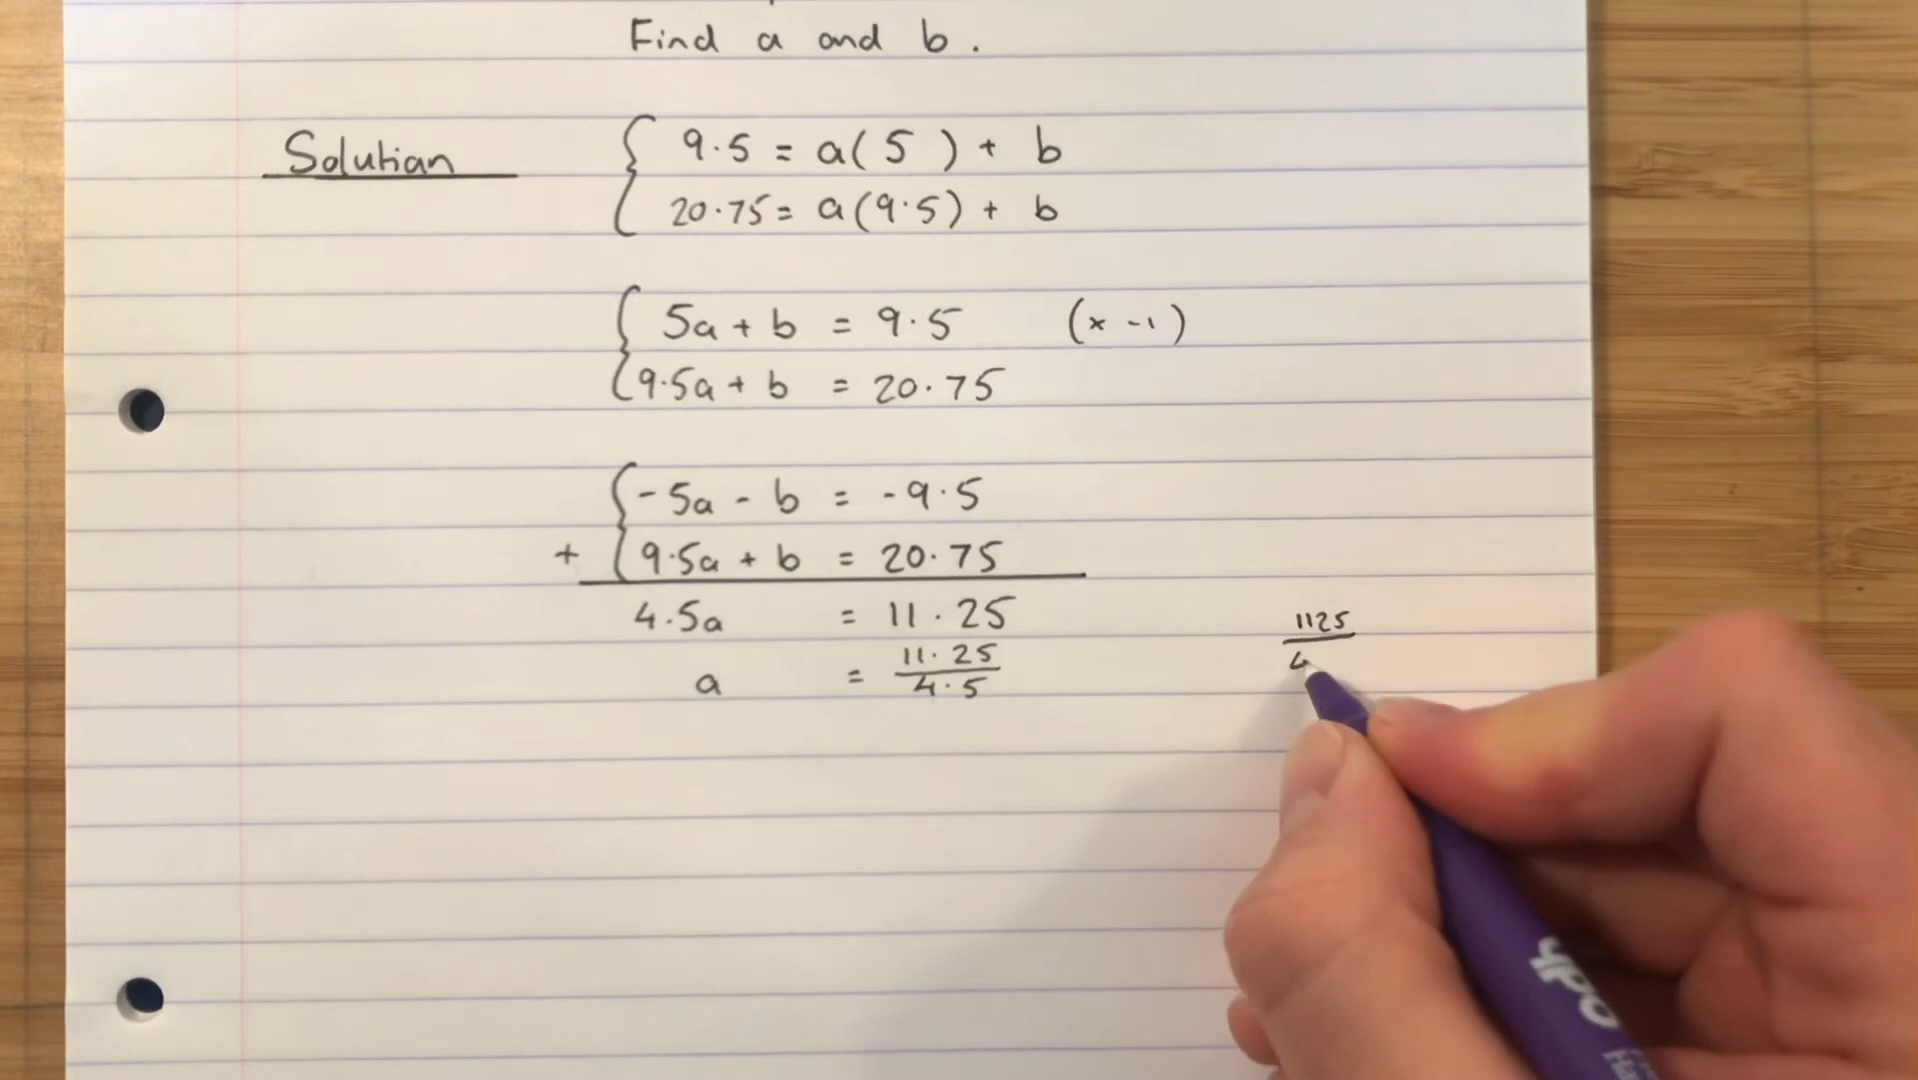 Find a and b.
Solution
9.5 = a(5) + b
20.75 = a(9.5) + b
5a + b = 9.5 (x -1)
9.5a + b = 20.75
-5a - b = -9.5
+ 9.5a + b = 20.75
4.5a = 11.25
a = 11.25
4.5
1125
4